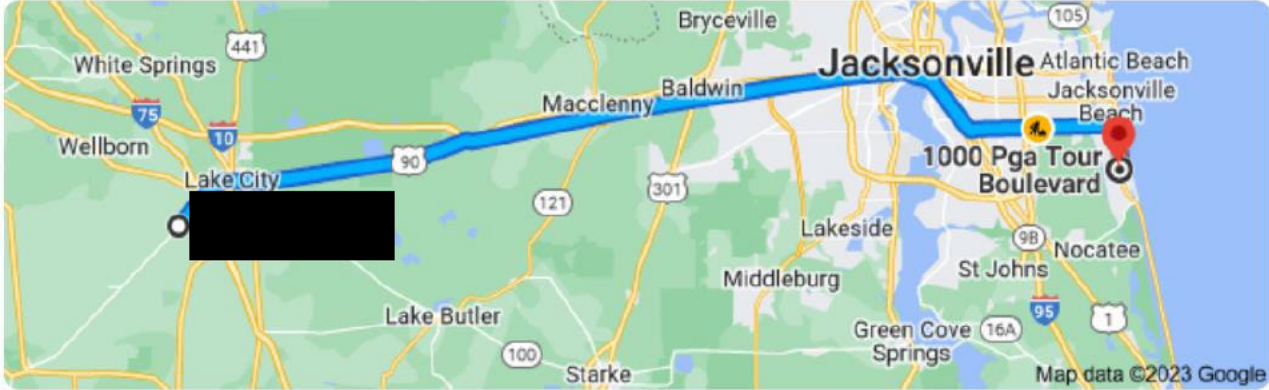 105
Bryceville
441
White Springs
Jacksonville
Atlantic Beach
Baldwin
Jacksonville
Beach
75
Macclenny
10
Wellborn
90
1000 Pga Tour
Boulevard
Lake City
301
121
Lakeside
9B
Nocatee
St Johns
Middleburg
95
1
Lake Butler
Green Cove
Springs
16A
100
Starke
Map data ©2023 Google